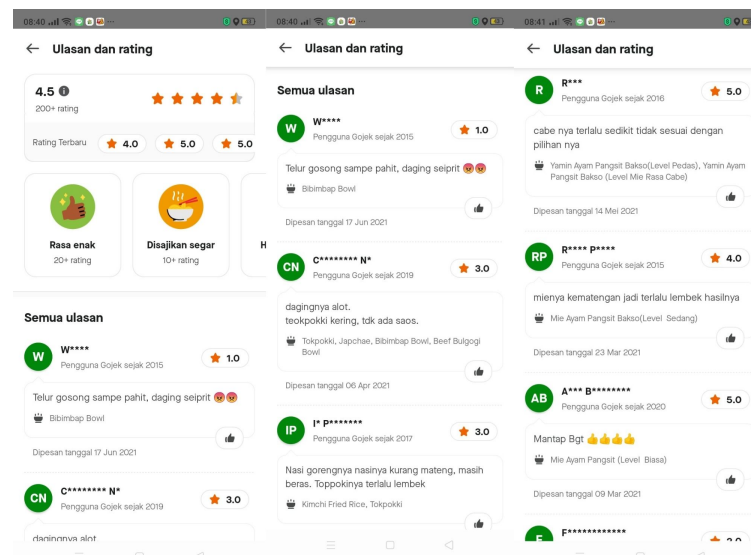 08:40
Ulasan dan rating
4.5
200+ rating
Rating Terbaru
4.0
5.0
5.0
Rasa enak
20+ rating
Disajikan segar
10+ rating
H
Semua ulasan
W
W****
Pengguna Gojek sejak 2015
1.0
Telur gosong sampe pahit, daging seiprit 😡😡
Bibimbap Bowl
Dipesan tanggal 17 Jun 2021
CN
C******** N*
Pengguna Gojek sejak 2019
3.0
dagingnya alot.
08:40
Ulasan dan rating
Semua ulasan
W
W****
Pengguna Gojek sejak 2015
1.0
Telur gosong sampe pahit, daging seiprit 😡😡
Bibimbap Bowl
Dipesan tanggal 17 Jun 2021
CN
C******** N*
Pengguna Gojek sejak 2019
3.0
dagingnya alot.
teokpokki kering, tdk ada saos.
Tokpokki, Japchae, Bibimbap Bowl, Beef Bulgogi
Bowl
Dipesan tanggal 06 Apr 2021
IP
I* P*******
Pengguna Gojek sejak 2017
3.0
Nasi gorengnya nasinya kurang mateng, masih
beras. Toppokinya terlalu lembek
Kimchi Fried Rice, Tokpokki
08:41
Ulasan dan rating
R
R***
Pengguna Gojek sejak 2016
5.0
cabe nya terlalu sedikit tidak sesuai dengan
pilihan nya
Yamin Ayam Pangsit Bakso(Level Pedas), Yamin Ayam
Pangsit Bakso (Level Mie Rasa Cabe)
Dipesan tanggal 14 Mei 2021
RP
R**** P****
Pengguna Gojek sejak 2015
4.0
mienya kematengan jadi terlalu lembek hasilnya
Mie Ayam Pangsit Bakso(Level Sedang)
Dipesan tanggal 23 Mar 2021
AB
A*** B********
Pengguna Gojek sejak 2020
5.0
Mantap Bgt 👍👍👍👍
Mie Ayam Pangsit (Level Biasa)
Dipesan tanggal 09 Mar 2021
F************